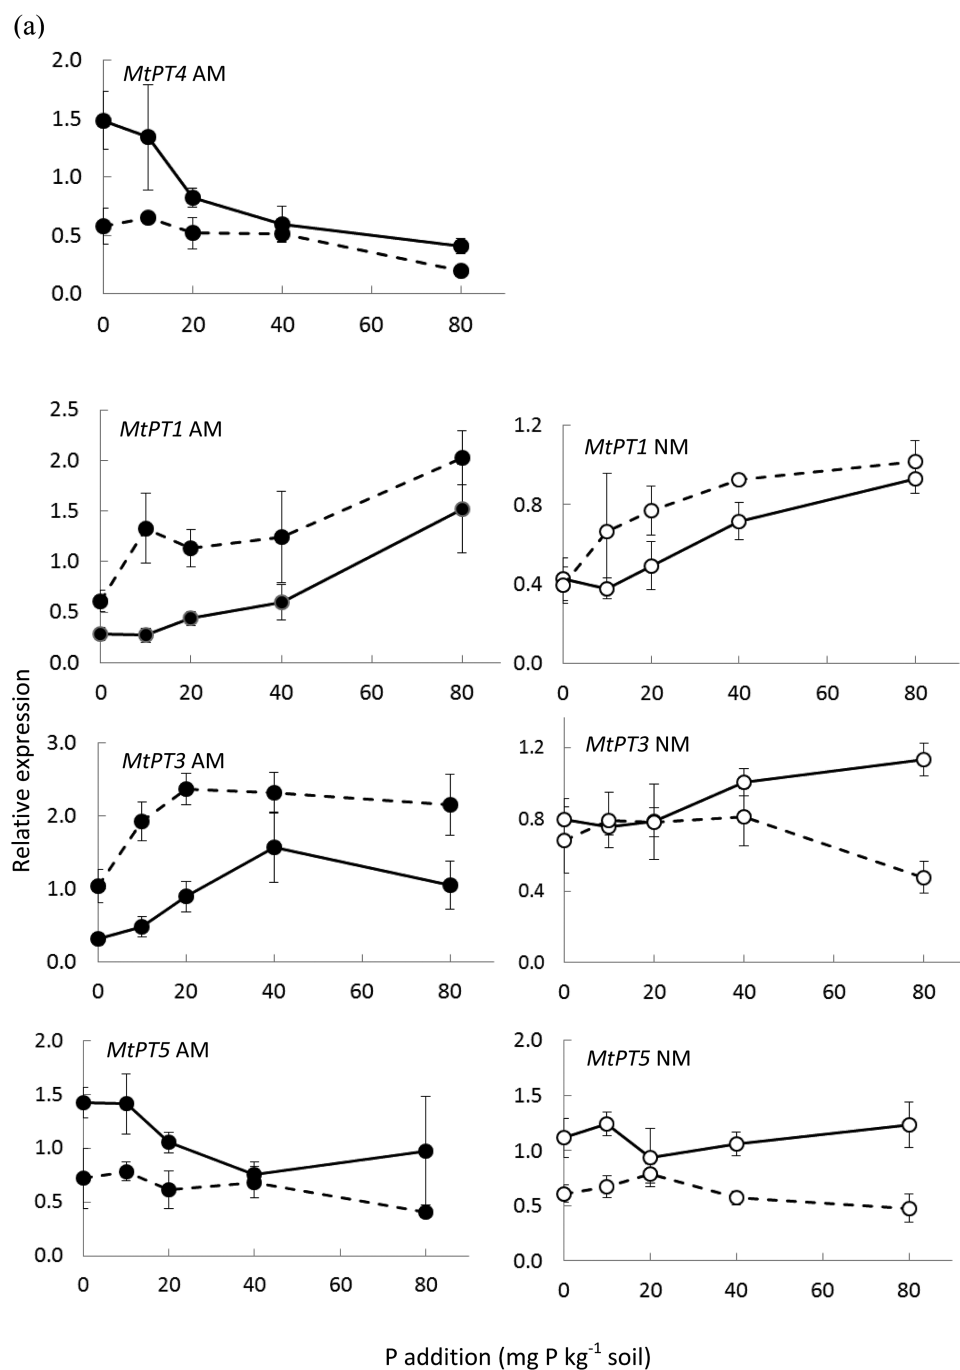 (a)
MtPT4 AM
2.0
1.5
1.0
0.5
0.0
0 20 40 60 80
MtPT1 AM
2.5
2.0
1.5
1.0
0.5
0.0
0 20 40 60 80
MtPT1 NM
1.2
0.8
0.4
0.0
0 20 40 60 80
Relative expression
MtPT3 AM
3.0
2.0
1.0
0.0
0 20 40 60 80
MtPT3 NM
1.2
0.8
0.4
0.0
0 20 40 60 80
MtPT5 AM
2.0
1.5
1.0
0.5
0.0
0 20 40 60 80
MtPT5 NM
2.0
1.5
1.0
0.5
0.0
0 20 40 60 80
P addition (mg P kg⁻¹ soil)